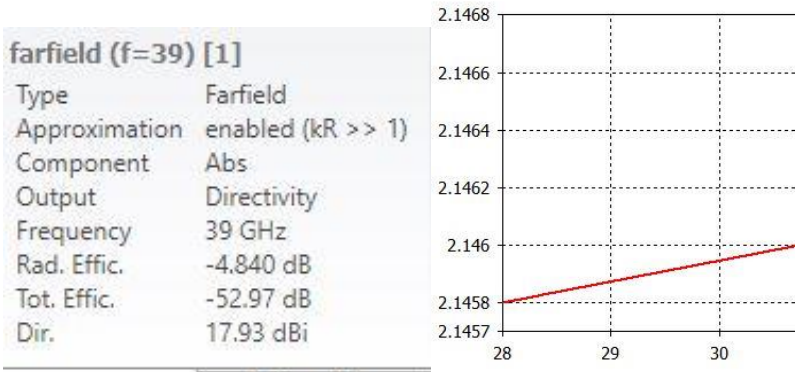 farfield (f=39) [1]
Type Farfield
Approximation enabled (kR >> 1)
Component Abs
Output Directivity
Frequency 39 GHz
Rad. Effic. -4.840 dB
Tot. Effic. -52.97 dB
Dir. 17.93 dBi
2.1468
2.1466
2.1464
2.1462
2.146
2.1458
2.1457
28 29 30